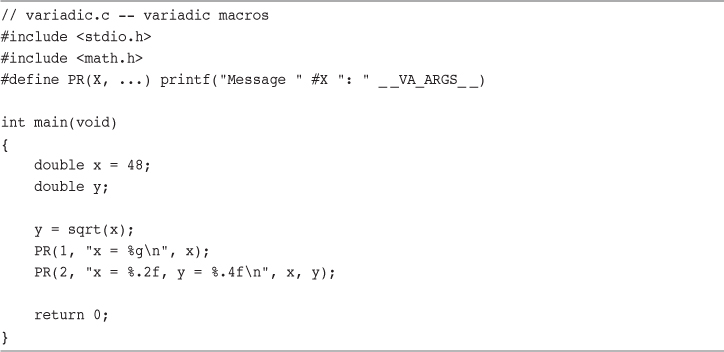 // variadic.c -- variadic macros
#include <stdio.h>
#include <math.h>
#define PR(X, ...) printf("Message " #X ": " __VA_ARGS__)

int main(void)
{
    double x = 48;
    double y;

    y = sqrt(x);
    PR(1, "x = %g\n", x);
    PR(2, "x = %.2f, y = %.4f\n", x, y);

    return 0;
}